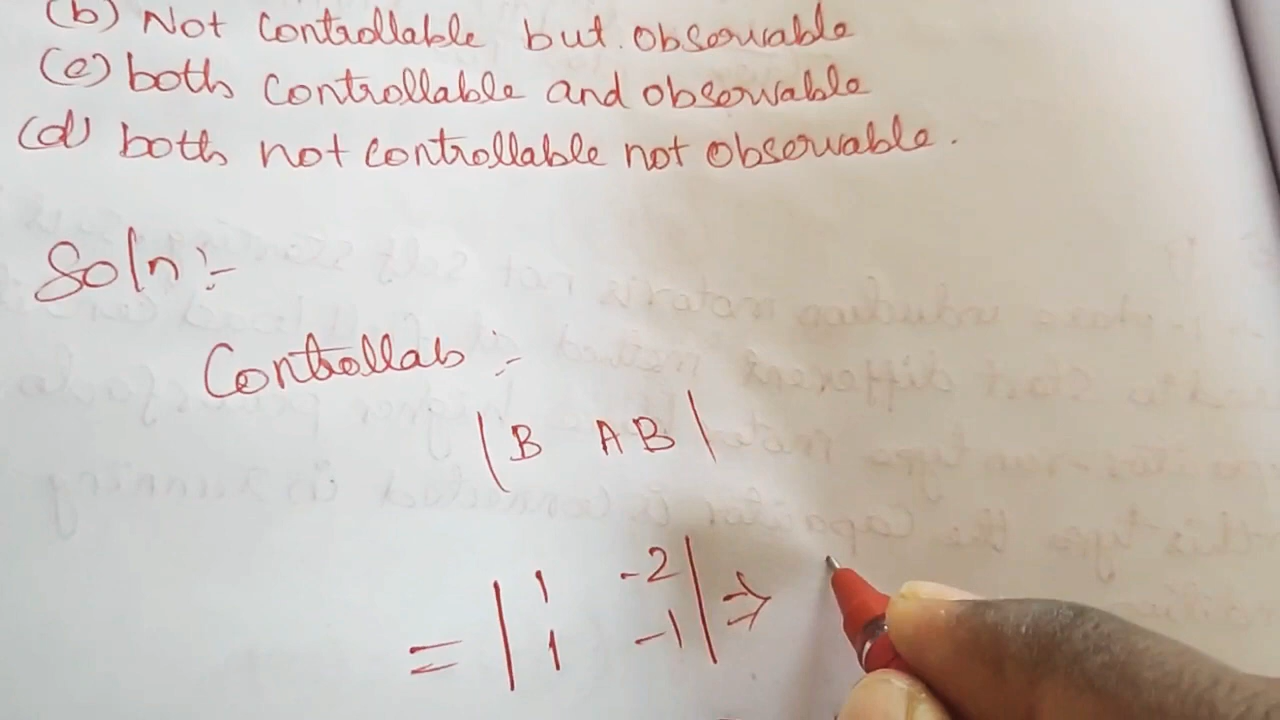 (b) Not Controllable but. Observable
(c) both Controllable and observable
(d) both not controllable not observable.
Soln :-
Controllab :-
| B AB |
= | 1 -2 | ⇒
| 1 -1 |